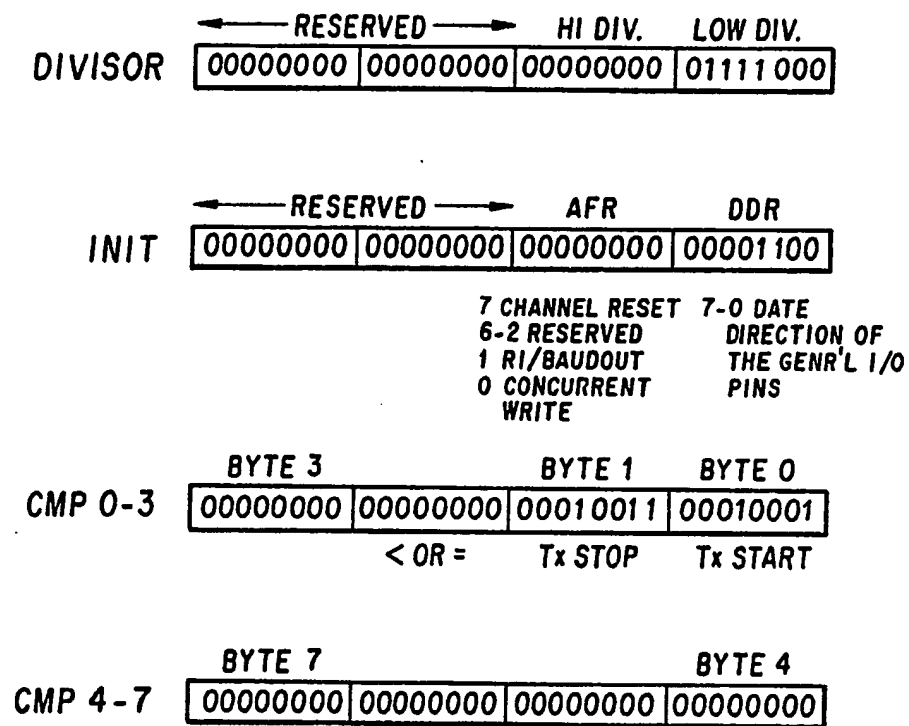 RESERVED HI DIV. LOW DIV.
DIVISOR 00000000 00000000 00000000 01111000
RESERVED AFR DDR
INIT 00000000 00000000 00000000 00001100
7 CHANNEL RESET 7-0 DATE
6-2 RESERVED DIRECTION OF
1 RI/BAUDOUT THE GENR'L I/O
0 CONCURRENT PINS
WRITE
BYTE 3 BYTE 1 BYTE 0
CMP 0-3 00000000 00000000 00010011 00010001
< OR = Tx STOP Tx START
BYTE 7 BYTE 4
CMP 4-7 00000000 00000000 00000000 00000000